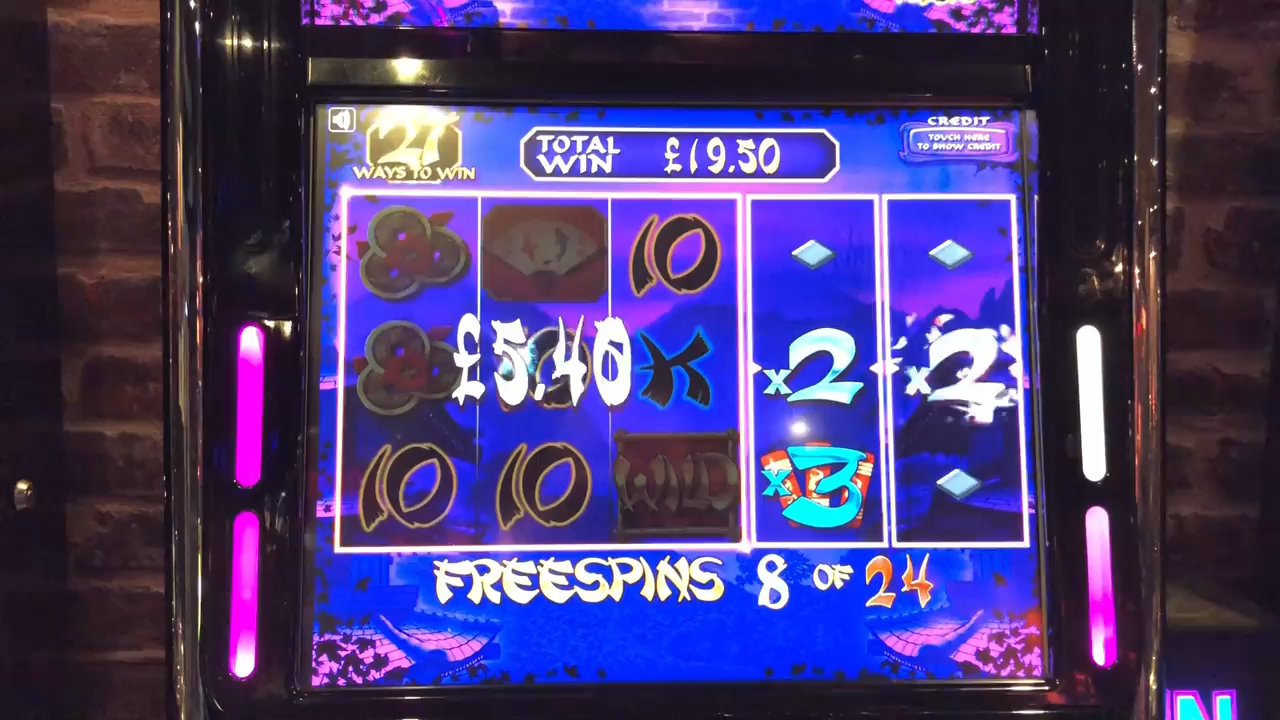 27
WAYS TO WIN
TOTAL
WIN £19.50
CREDIT
TOUCH HERE
TO SHOW CREDIT
10
£5.40 K x2 x2
10 10 WILD x3
FREESPINS 8 OF 24
N